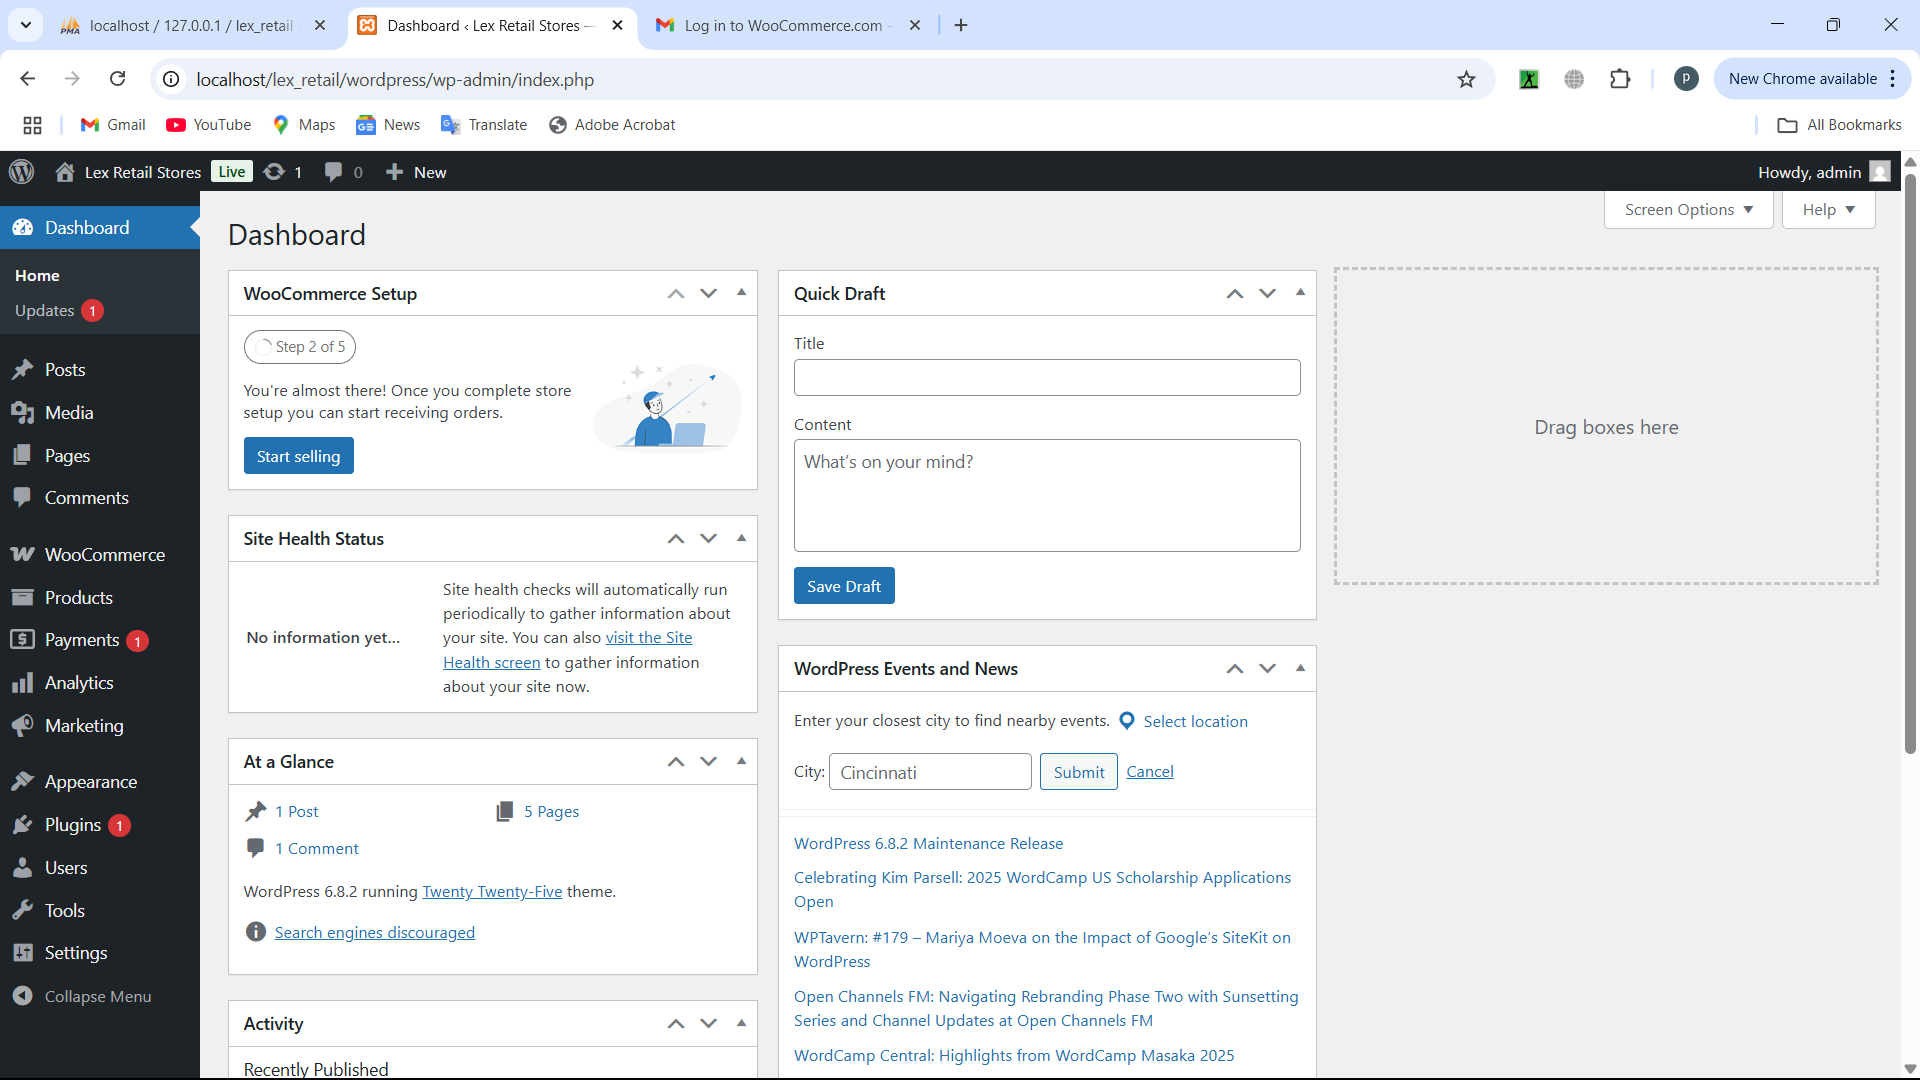 localhost / 127.0.0.1 / lex_retail
Dashboard ‹ Lex Retail Stores —
Log in to WooCommerce.com -
localhost/lex_retail/wordpress/wp-admin/index.php
P
New Chrome available
Gmail
YouTube
Maps
News
Translate
Adobe Acrobat
All Bookmarks
Lex Retail Stores
Live
1
0
New
Howdy, admin
Dashboard
Home
Updates 1
Posts
Media
Pages
Comments
WooCommerce
Products
Payments 1
Analytics
Marketing
Appearance
Plugins 1
Users
Tools
Settings
Collapse Menu
Screen Options
Help
Dashboard
WooCommerce Setup
Step 2 of 5
You're almost there! Once you complete store
setup you can start receiving orders.
Start selling
Site Health Status
No information yet...
Site health checks will automatically run
periodically to gather information about
your site. You can also visit the Site
Health screen to gather information
about your site now.
At a Glance
1 Post
5 Pages
1 Comment
WordPress 6.8.2 running Twenty Twenty-Five theme.
Search engines discouraged
Activity
Recently Published
Quick Draft
Title
Content
What’s on your mind?
Save Draft
WordPress Events and News
Enter your closest city to find nearby events.
Select location
City:
Cincinnati
Submit
Cancel
WordPress 6.8.2 Maintenance Release
Celebrating Kim Parsell: 2025 WordCamp US Scholarship Applications
Open
WPTavern: #179 – Mariya Moeva on the Impact of Google’s SiteKit on
WordPress
Open Channels FM: Navigating Rebranding Phase Two with Sunsetting
Series and Channel Updates at Open Channels FM
WordCamp Central: Highlights from WordCamp Masaka 2025
Drag boxes here